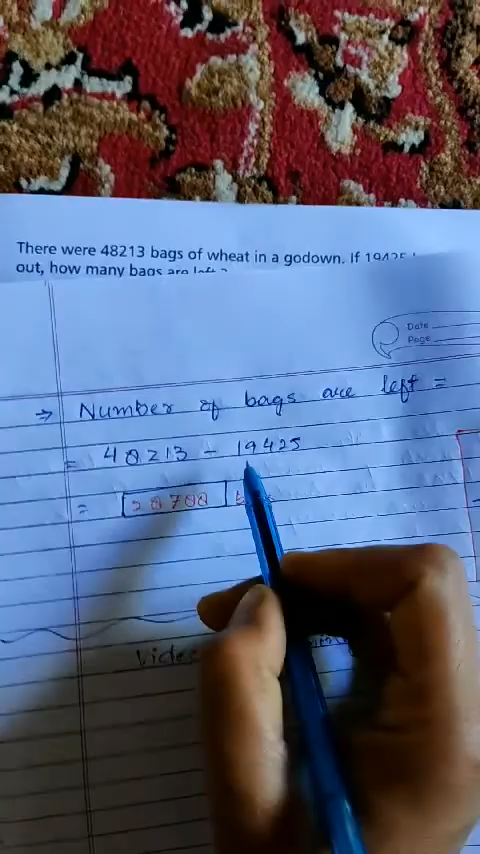 There were 48213 bags of wheat in a godown. If 19425
out, how many bags are left?
Date
Page
⇒ Number of bags are left =
= 48213 - 19425
= 28788